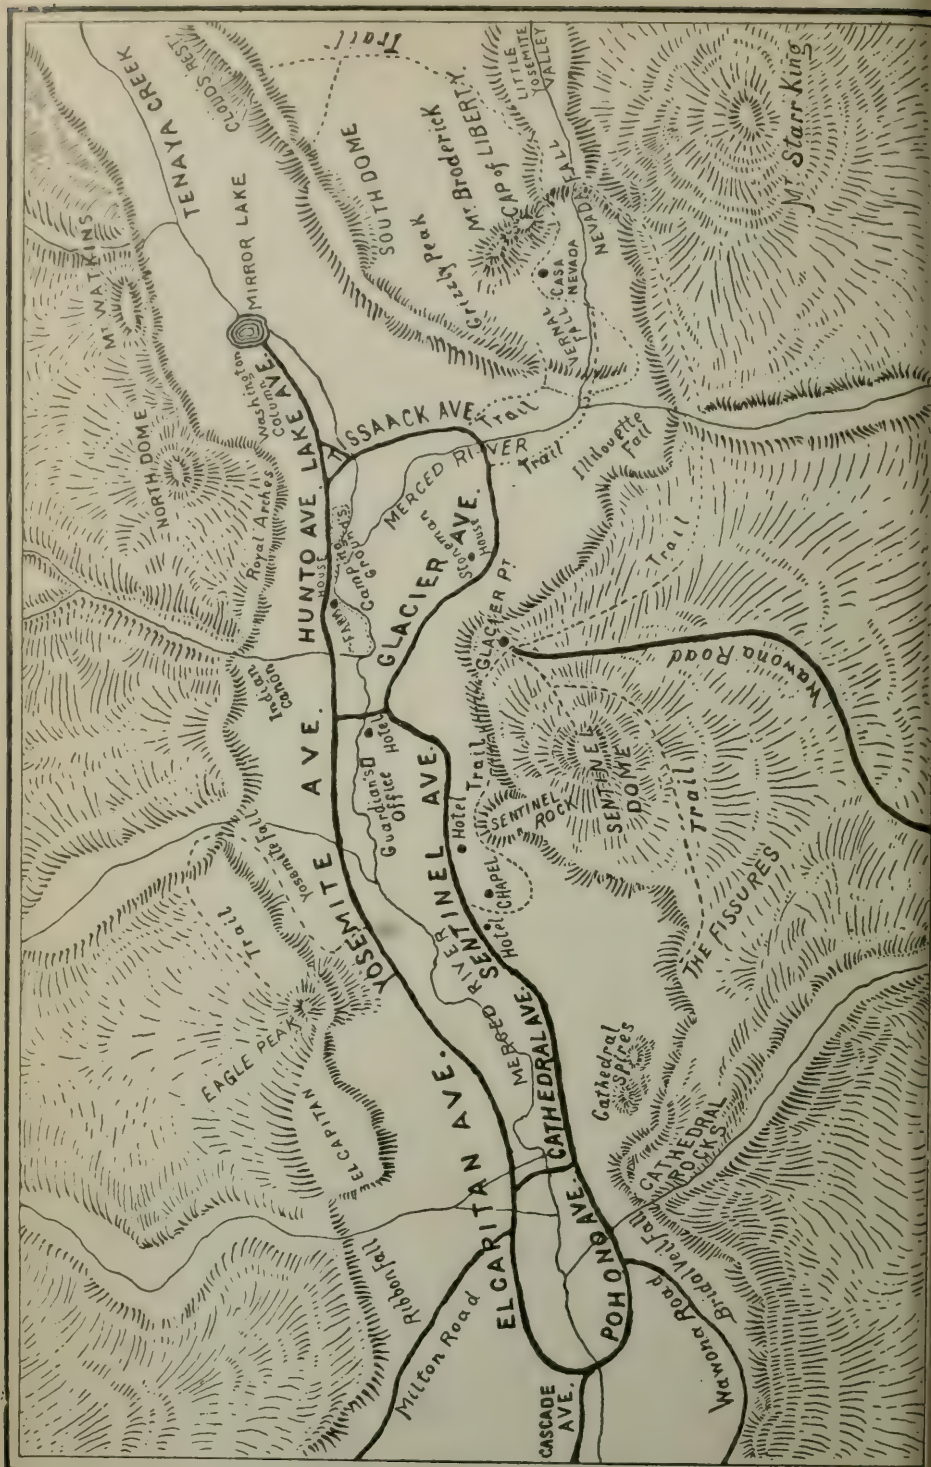 TENAYA CREEK
CLOUD'S REST
Trail
LITTLE
YOSEMITE
VALLEY
Mt Starr King
Mt WATKINS
MIRROR LAKE
SOUTH DOME
Grizzly Peak
Mt. Broderick
CAP of LIBERTY.
CASA
NEVADA
VERNAL
FALL
NEVADA FALL
NORTH DOME
Washington
Column
Royal Arches
HUNTO AVE.
LAKE AVE.
TISSAACK AVE.
Trail
Trail
MERCED RIVER
Illilouette
Fall
HOUSE
FARM
Camp
GLACIER AVE.
Stoneman
House
GLACIER PT
Trail
Wawona Road
Indian
Canon
YOSEMITE AVE.
Hotel
Guardian's
Office
Yosemite Fall
Trail
SENTINEL AVE.
Hotel
Trail
SENTINEL
ROCK
SENTINEL
DOME
Trail
CHAPEL
Hotel
THE FISSURES
EAGLE PEAK
EL CAPITAN
MERCED RIVER
CATHEDRAL AVE.
Cathedral
Spires
CATHEDRAL
ROCKS
Ribbon Fall
Milton Road
EL CAPITAN AVE.
POHONO AVE.
Bridal Veil Fall
Wawona Road
CASCADE
AVE.